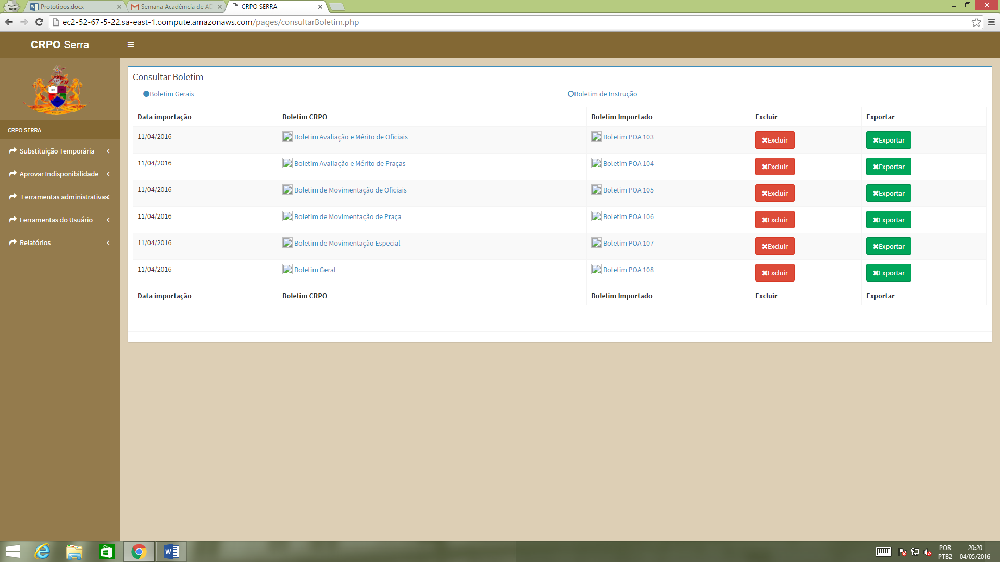 Prototipos.docx
Semana Acadêmcia de AD
CRPO SERRA
ec2-52-67-5-22.sa-east-1.compute.amazonaws.com/pages/consultarBoletim.php
CRPO Serra
CRPO SERRA
Substituição Temporária
Aprovar Indisponibilidade
Ferramentas administrativas
Ferramentas do Usuário
Relatórios
Consultar Boletim
Boletim Gerais Boletim de Instrução
Data importação Boletim CRPO Boletim Importado Excluir Exportar
11/04/2016 Boletim Avaliação e Mérito de Oficiais Boletim POA 103 Excluir Exportar
11/04/2016 Boletim Avaliação e Mérito de Praças Boletim POA 104 Excluir Exportar
11/04/2016 Boletim de Movimentação de Oficiais Boletim POA 105 Excluir Exportar
11/04/2016 Boletim de Movimentação de Praça Boletim POA 106 Excluir Exportar
11/04/2016 Boletim de Movimentação Especial Boletim POA 107 Excluir Exportar
11/04/2016 Boletim Geral Boletim POA 108 Excluir Exportar
Data importação Boletim CRPO Boletim Importado Excluir Exportar
POR 20:20
PTB2 04/05/2016